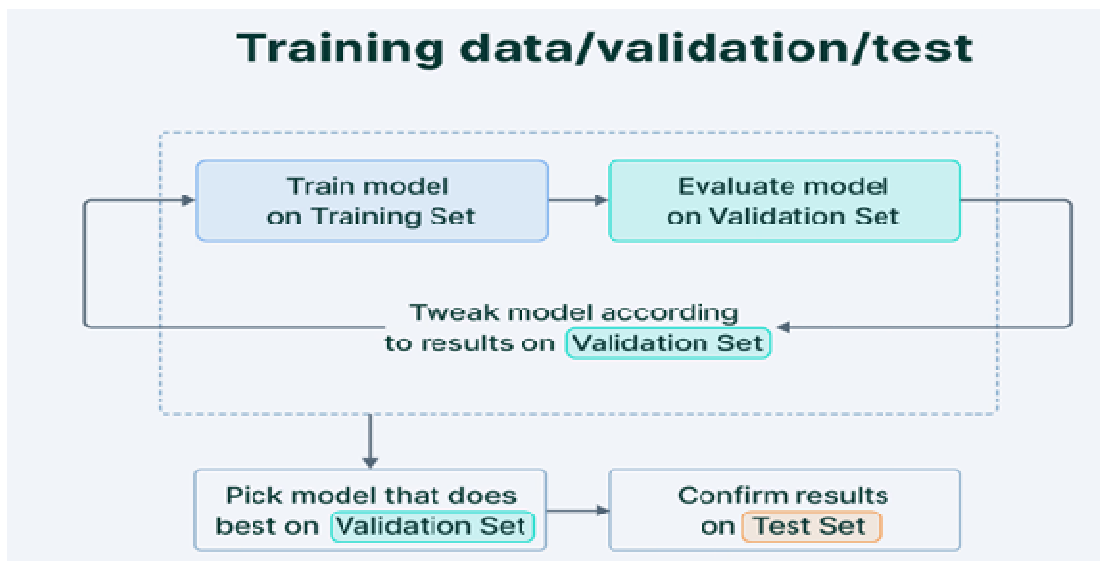 Training data/validation/test
Train model
on Training Set
Evaluate model
on Validation Set
Tweak model according
to results on Validation Set
Pick model that does
best on Validation Set
Confirm results
on Test Set